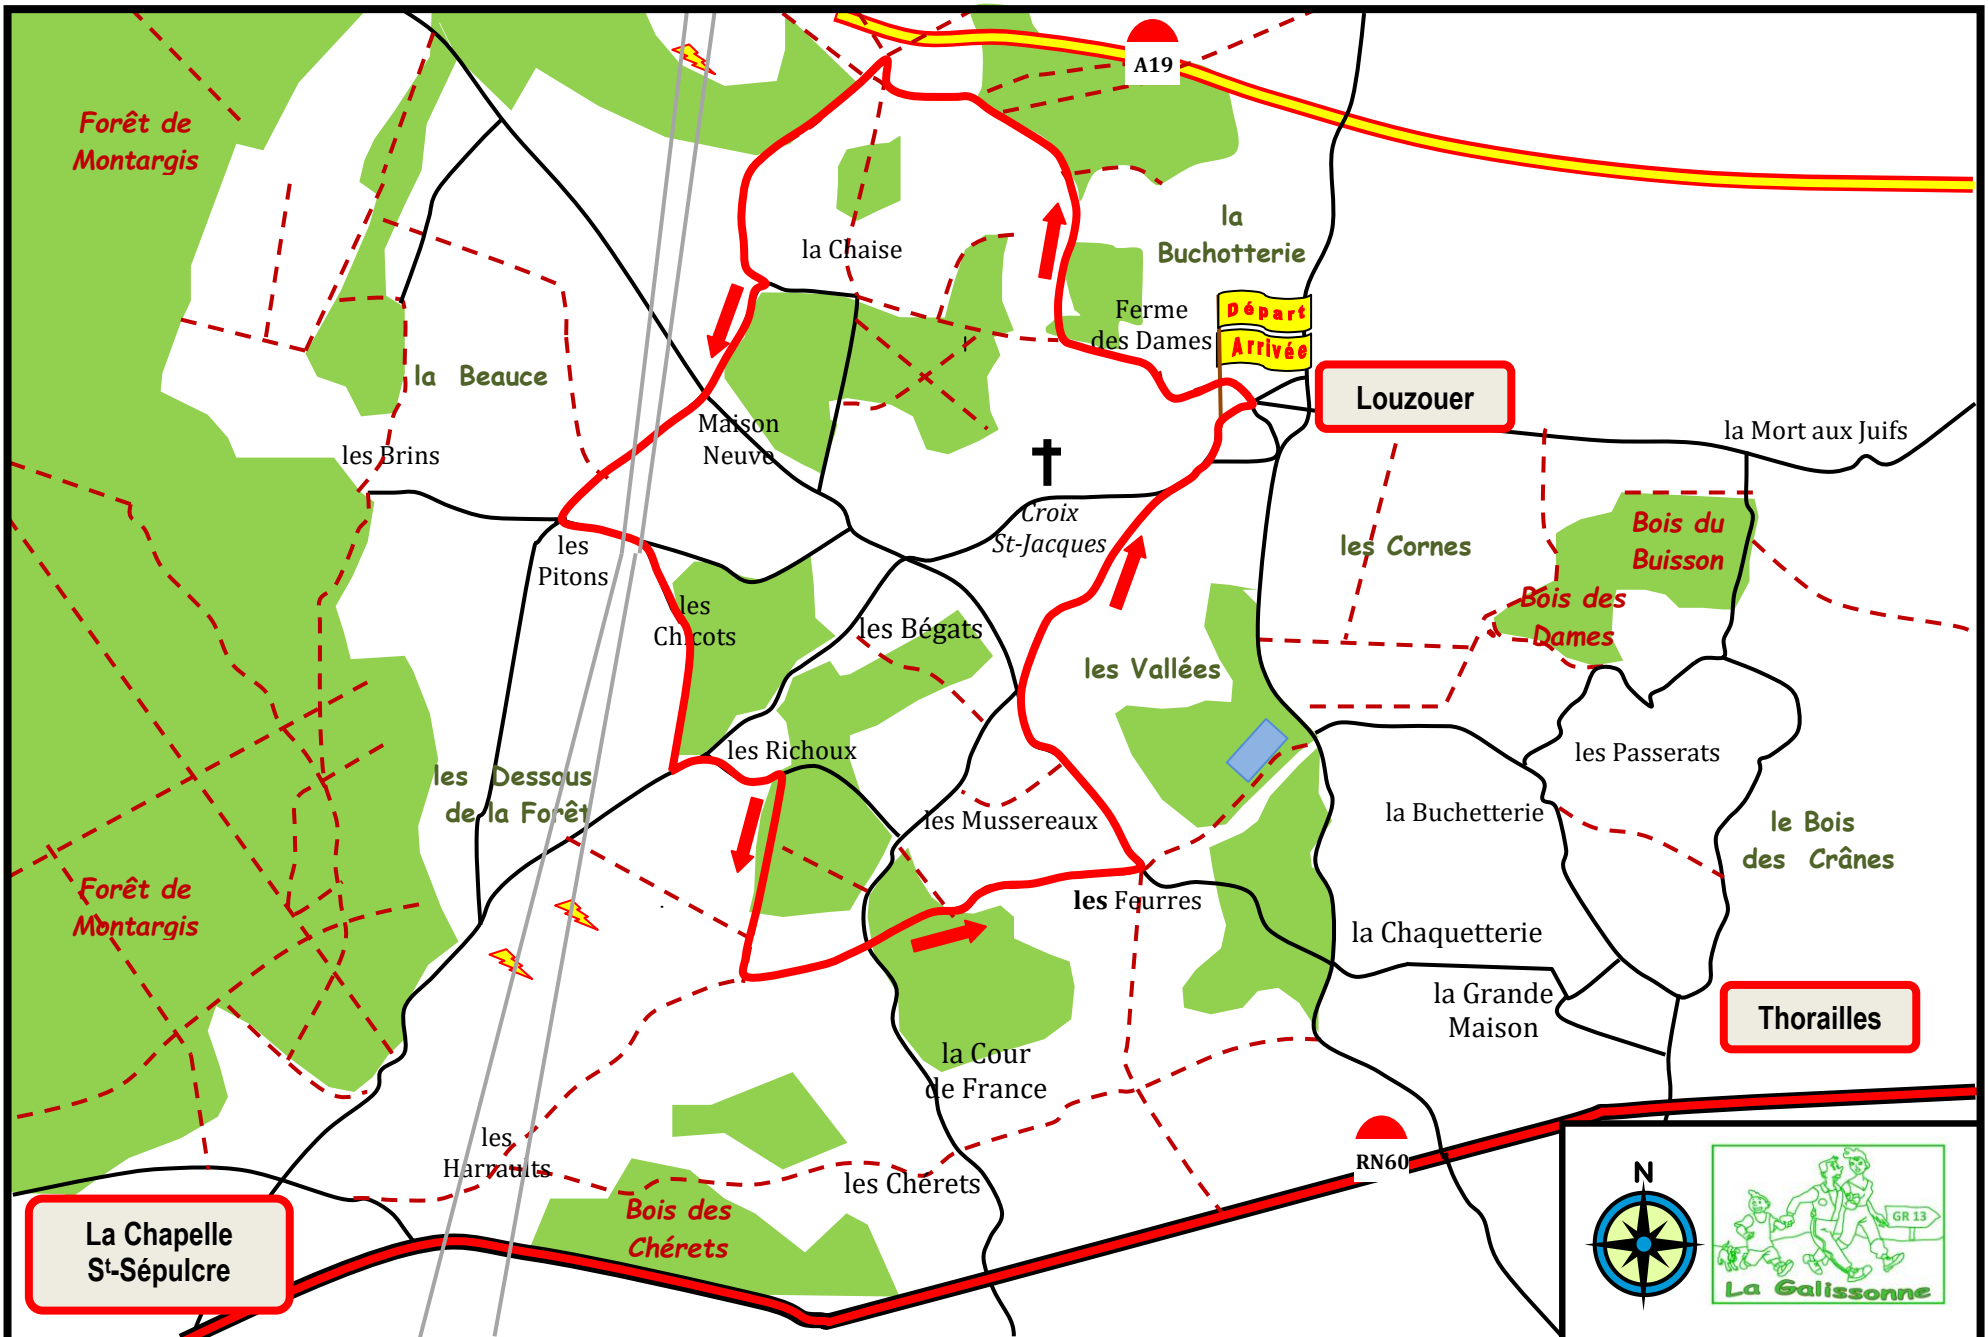 A19
Forêt de
Montargis
la
Buchotterie
la Chaise
Ferme
des Dames
Départ
Arrivée
la Beauce
Louzouer
Maison
Neuve
la Mort aux Juifs
les Brins
Croix
St-Jacques
les
Pitons
les Cornes
Bois du
Buisson
les
Chicots
Bois des
Dames
les Bégats
les Vallées
les Richoux
les Passerats
les Dessous
de la Forêt
les Mussereaux
la Buchetterie
le Bois
des Crânes
Forêt de
Montargis
les Feurres
la Chaquetterie
la Grande
Maison
Thorailles
la Cour
de France
les
Harraults
RN60
les Chérets
Bois des
Chérets
La Chapelle
St-Sépulcre
N
GR 13
La Galissonne